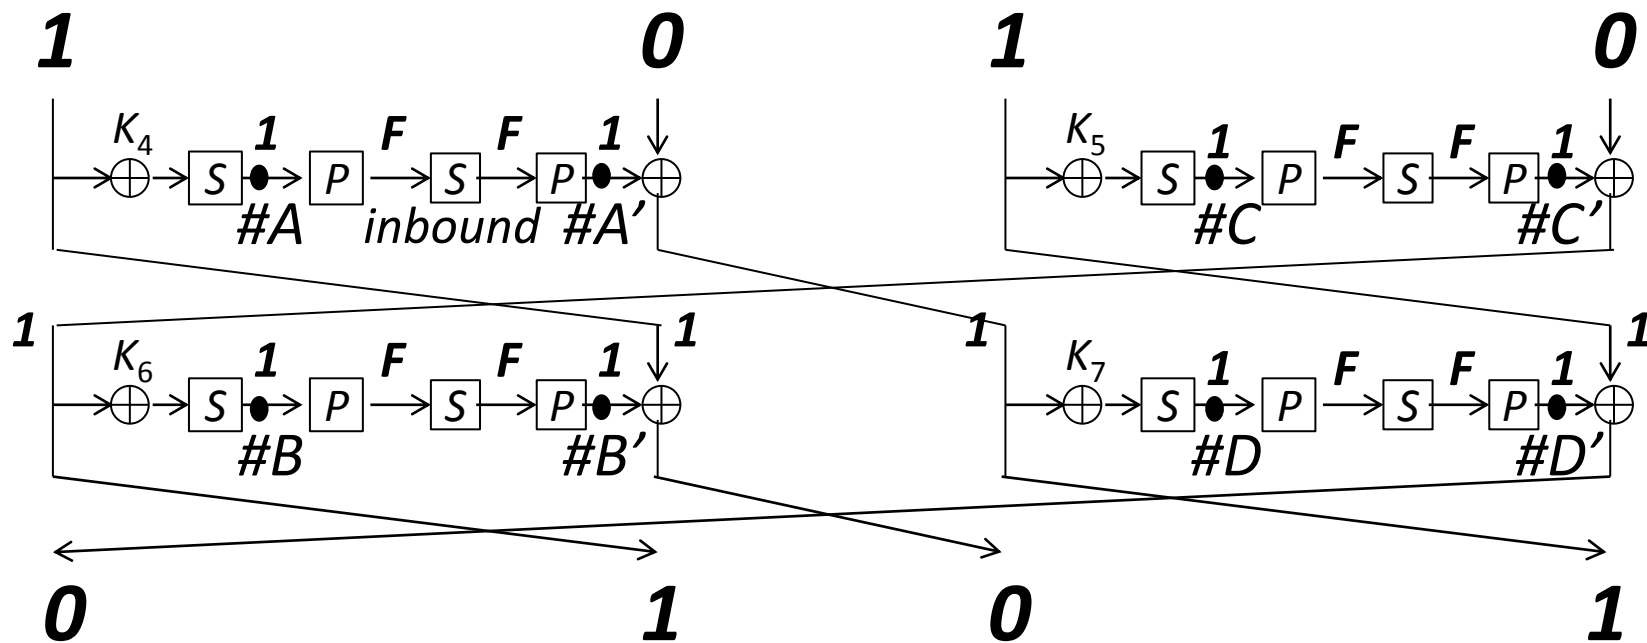 1 0 1 0
K4 1 F F 1 K5 1 F F 1
S P S P S P S P
#A inbound #A’ #C #C’
1 1 1 1
K6 1 F F 1 K7 1 F F 1
S P S P S P S P
#B #B’ #D #D’
0 1 0 1